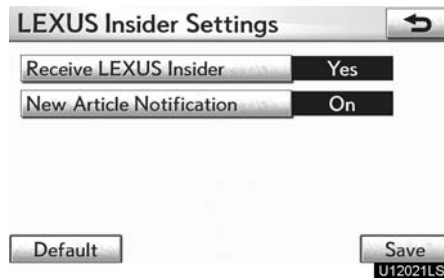 LEXUS Insider Settings
Receive LEXUS Insider Yes
New Article Notification On
Default Save
U12021LS